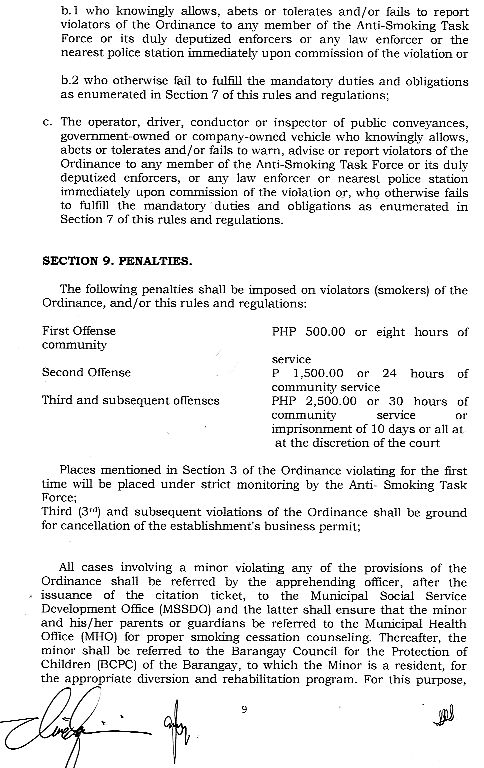 b.1 who knowingly allows, abets or tolerates and/or fails to report
violators of the Ordinance to any member of the Anti-Smoking Task
Force or its duly deputized enforcers or any law enforcer or the
nearest police station immediately upon commission of the violation or
b.2 who otherwise fail to fulfill the mandatory duties and obligations
as enumerated in Section 7 of this rules and regulations;
c. The operator, driver, conductor or inspector of public conveyances,
government-owned or company-owned vehicle who knowingly allows,
abets or tolerates and/or fails to warn, advise or report violators of the
Ordinance to any member of the Anti-Smoking Task Force or its duly
deputized enforcers, or any law enforcer or nearest police station
immediately upon commission of the violation or, who otherwise fails
to fulfill the mandatory duties and obligations as enumerated in
Section 7 of this rules and regulations.
SECTION 9. PENALTIES.
The following penalties shall be imposed on violators (smokers) of the
Ordinance, and/or this rules and regulations:
First Offense PHP 500.00 or eight hours of
community
service
Second Offense P 1,500.00 or 24 hours of
community service
Third and subsequent offenses PHP 2,500.00 or 30 hours of
community service or
imprisonment of 10 days or all at
at the discretion of the court
Places mentioned in Section 3 of the Ordinance violating for the first
time will be placed under strict monitoring by the Anti- Smoking Task
Force;
Third (3rd) and subsequent violations of the Ordinance shall be ground
for cancellation of the establishment's business permit;
All cases involving a minor violating any of the provisions of the
Ordinance shall be referred by the apprehending officer, after the
issuance of the citation ticket, to the Municipal Social Service
Development Office (MSSDO) and the latter shall ensure that the minor
and his/her parents or guardians be referred to the Municipal Health
Office (MHO) for proper smoking cessation counseling. Thereafter, the
minor shall be referred to the Barangay Council for the Protection of
Children (BCPC) of the Barangay, to which the Minor is a resident, for
the appropriate diversion and rehabilitation program. For this purpose,
9